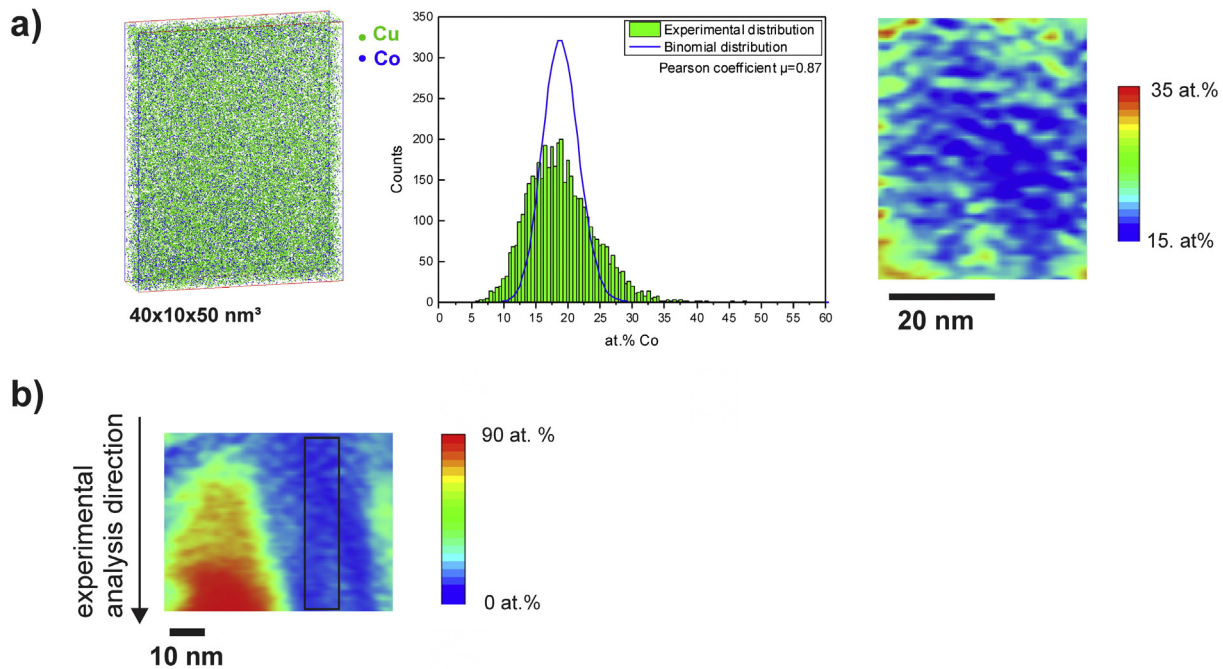 a)
Cu
Co
40x10x50 nm³
350
300
250
200
150
100
50
0
Counts
0 5 10 15 20 25 30 35 40 45 50 55 60
at.% Co
Experimental distribution
Binomial distribution
Pearson coefficient µ=0.87
35 at.%
15. at%
20 nm
b)
experimental
analysis direction
90 at. %
0 at.%
10 nm